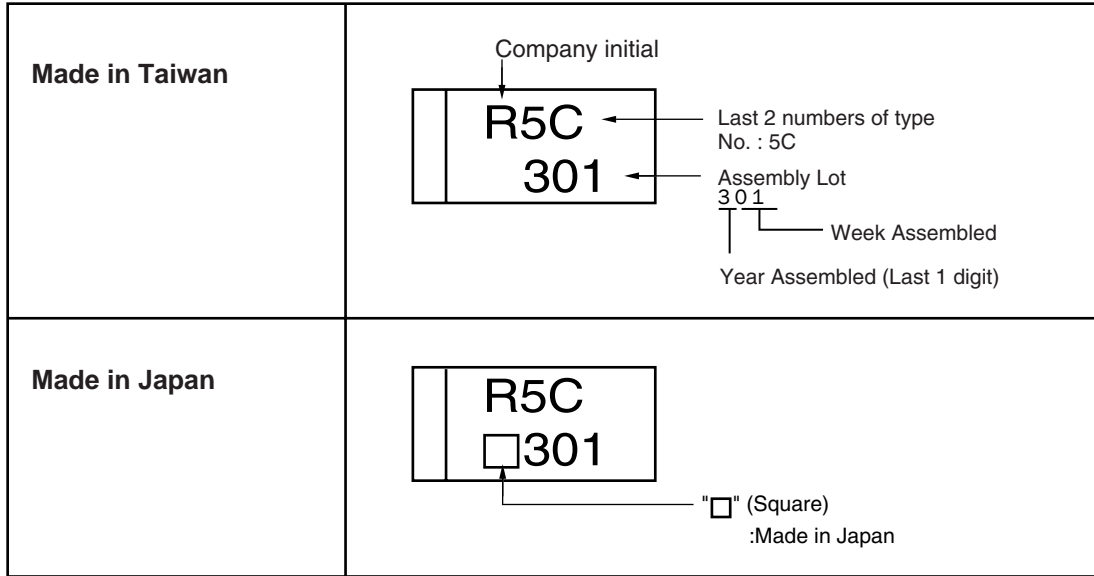 Made in Taiwan
Company initial
R5C
301
Last 2 numbers of type
No. : 5C
Assembly Lot
301
Week Assembled
Year Assembled (Last 1 digit)
Made in Japan
R5C
□301
"□" (Square)
:Made in Japan